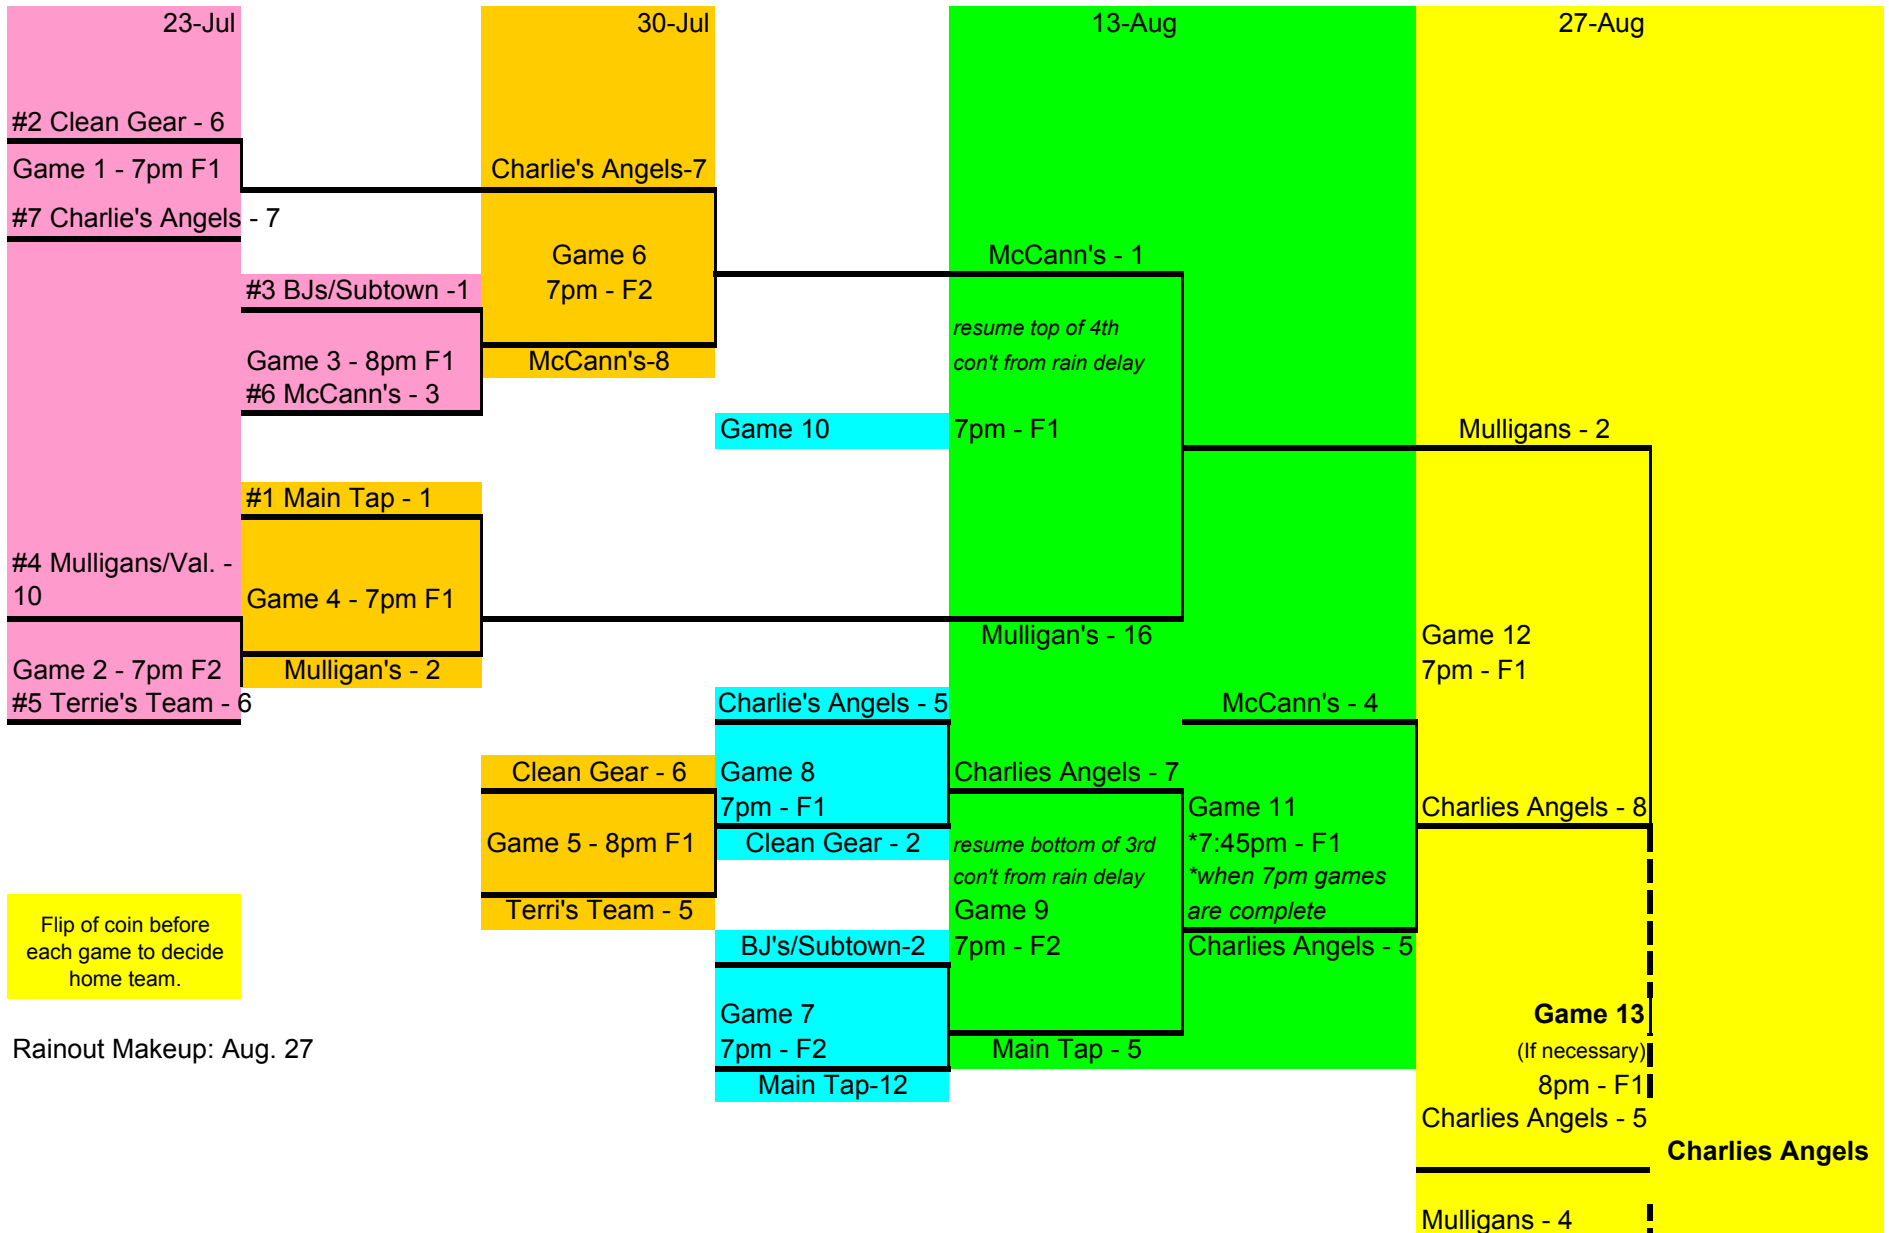 23-Jul
30-Jul
13-Aug
27-Aug
#2 Clean Gear - 6
Game 1 - 7pm F1
#7 Charlie's Angels - 7
#3 BJs/Subtown -1
Game 3 - 8pm F1
#6 McCann's - 3
#1 Main Tap - 1
#4 Mulligans/Val. -
10
Game 4 - 7pm F1
Mulligan's - 2
Game 2 - 7pm F2
#5 Terrie's Team - 6
Charlie's Angels-7
Game 6
7pm - F2
McCann's-8
Clean Gear - 6
Game 5 - 8pm F1
Terri's Team - 5
Game 10
7pm - F1
McCann's - 1
resume top of 4th
con't from rain delay
Mulligan's - 16
Charlie's Angels - 5
Game 8
7pm - F1
Clean Gear - 2
BJ's/Subtown-2
Game 7
7pm - F2
Main Tap-12
Charlies Angels - 7
resume bottom of 3rd
con't from rain delay
Game 9
7pm - F2
Main Tap - 5
McCann's - 4
Game 11
*7:45pm - F1
*when 7pm games
are complete
Charlies Angels - 5
Mulligans - 2
Game 12
7pm - F1
Charlies Angels - 8
Game 13
(If necessary)
8pm - F1
Charlies Angels - 5
Charlies Angels
Mulligans - 4
Flip of coin before
each game to decide
home team.
Rainout Makeup: Aug. 27